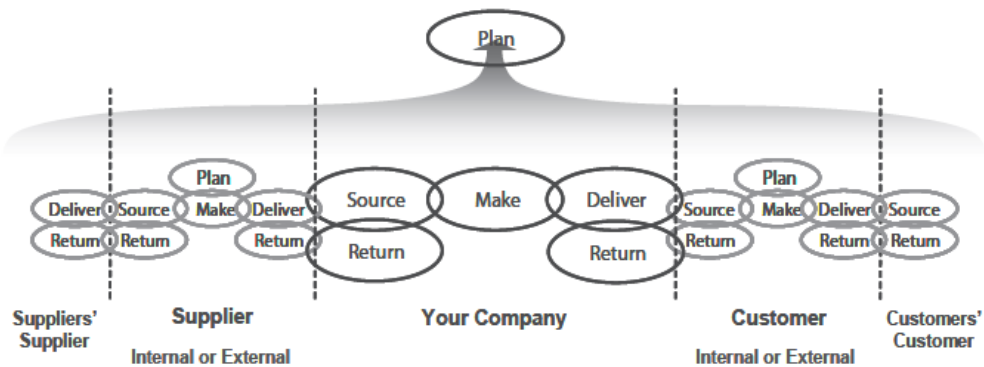 Plan
Plan
Plan
Deliver
Source
Make
Deliver
Source
Make
Deliver
Source
Make
Deliver
Source
Return
Return
Return
Return
Return
Return
Return
Return
Suppliers'
Supplier
Supplier
Internal or External
Your Company
Customer
Internal or External
Customers'
Customer